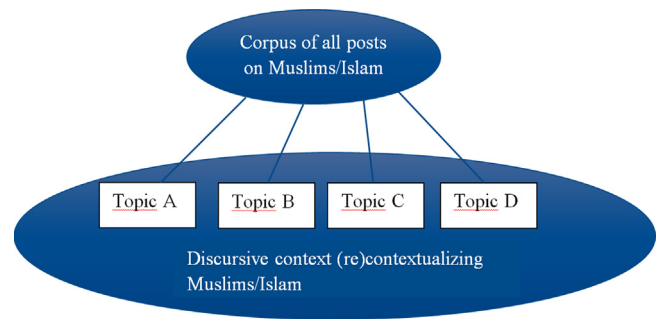 Corpus of all posts
on Muslims/Islam
Topic A
Topic B
Topic C
Topic D
Discursive context (re)contextualizing
Muslims/Islam